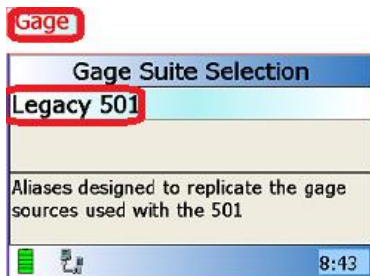 Gage
Gage Suite Selection
Legacy 501
Aliases designed to replicate the gage
sources used with the 501
8:43